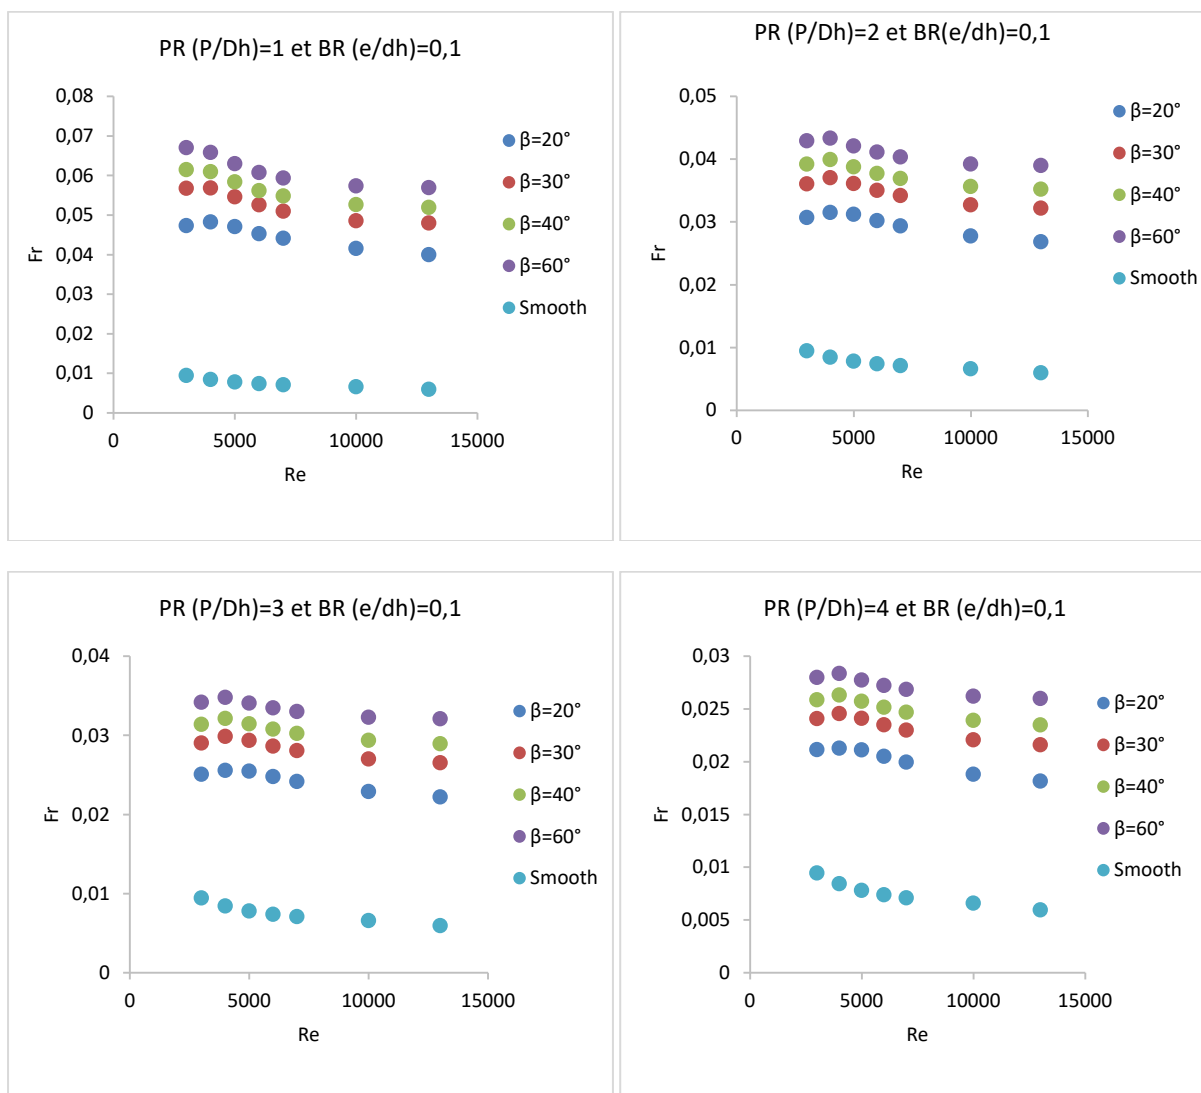 PR (P/Dh)=1 et BR (e/dh)=0,1
0,08
0,07
0,06
0,05
0,04
0,03
0,02
0,01
0
Fr
0 5000 10000 15000
Re
β=20°
β=30°
β=40°
β=60°
Smooth
PR (P/Dh)=2 et BR(e/dh)=0,1
0,05
0,04
0,03
0,02
0,01
0
Fr
0 5000 10000 15000
Re
β=20°
β=30°
β=40°
β=60°
Smooth
PR (P/Dh)=3 et BR (e/dh)=0,1
0,04
0,03
0,02
0,01
0
Fr
0 5000 10000 15000
Re
β=20°
β=30°
β=40°
β=60°
Smooth
PR (P/Dh)=4 et BR (e/dh)=0,1
0,03
0,025
0,02
0,015
0,01
0,005
0
Fr
0 5000 10000 15000
Re
β=20°
β=30°
β=40°
β=60°
Smooth